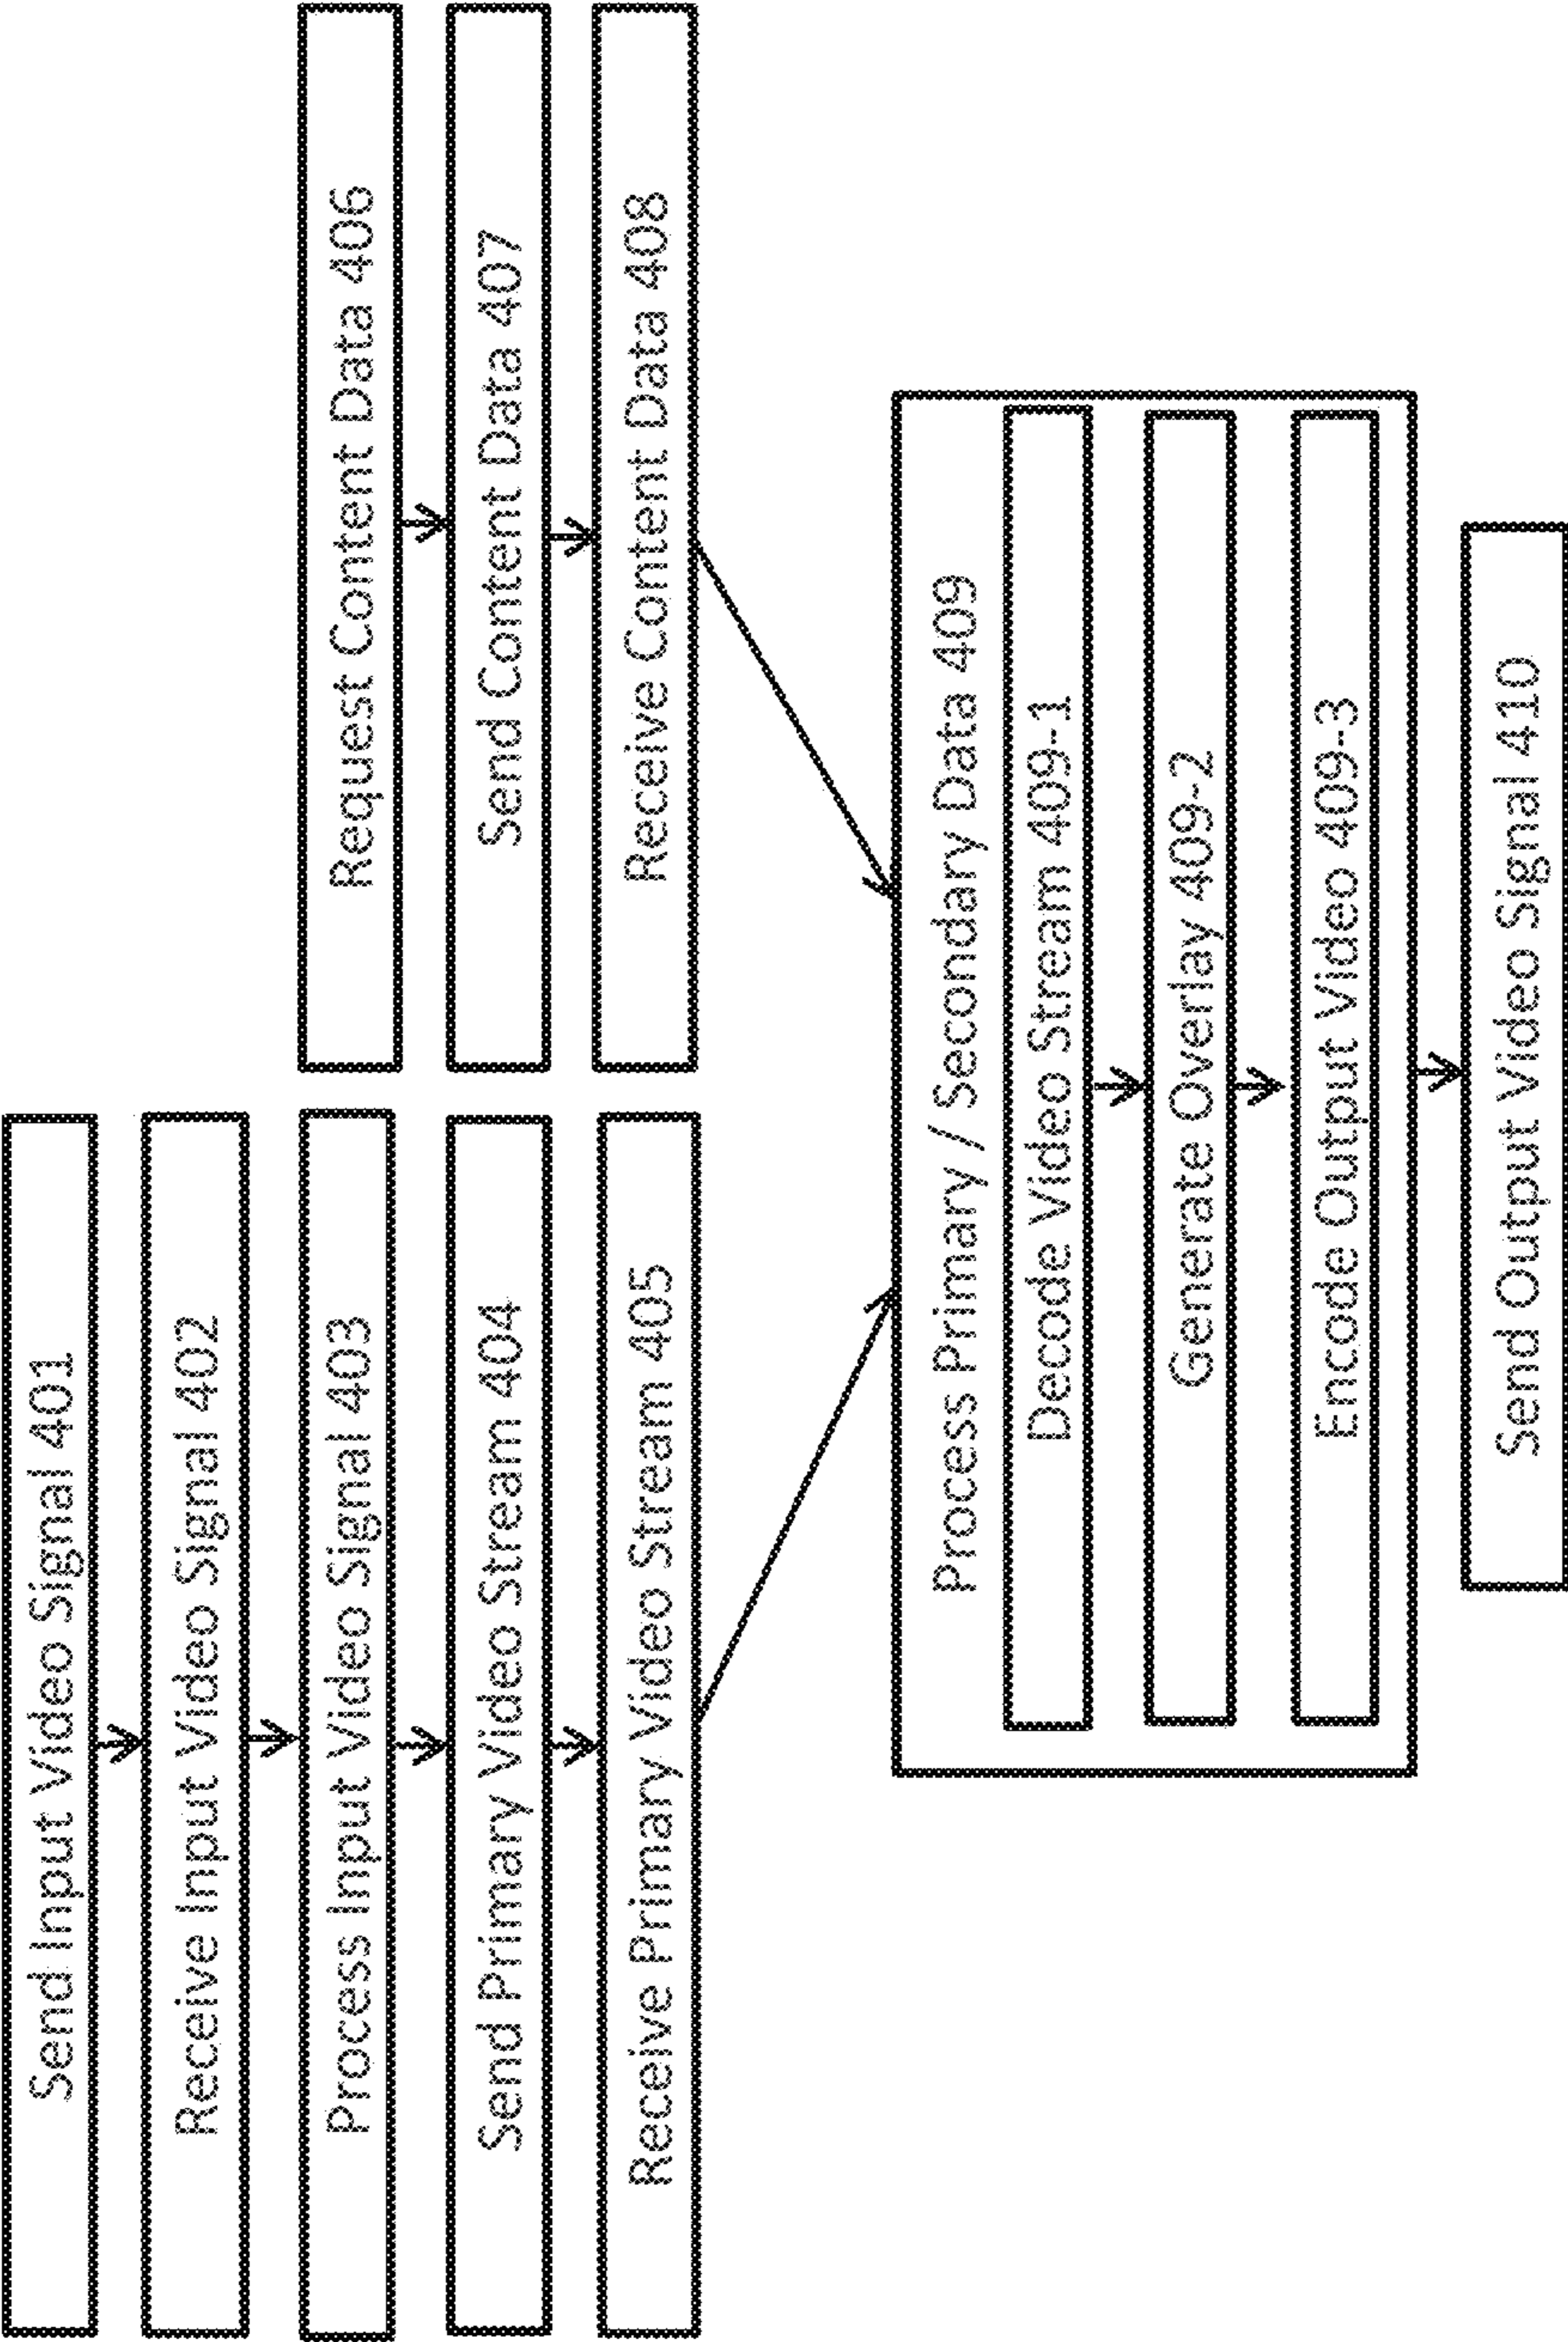 Send Input Video Signal 401
Receive Input Video Signal 402
Process Input Video Signal 403
Send Primary Video Stream 404
Receive Primary Video Stream 405
Request Content Data 406
Send Content Data 407
Receive Content Data 408
Process Primary / Secondary Data 409
Decode Video Stream 409-1
Generate Overlay 409-2
Encode Output Video 409-3
Send Output Video Signal 410